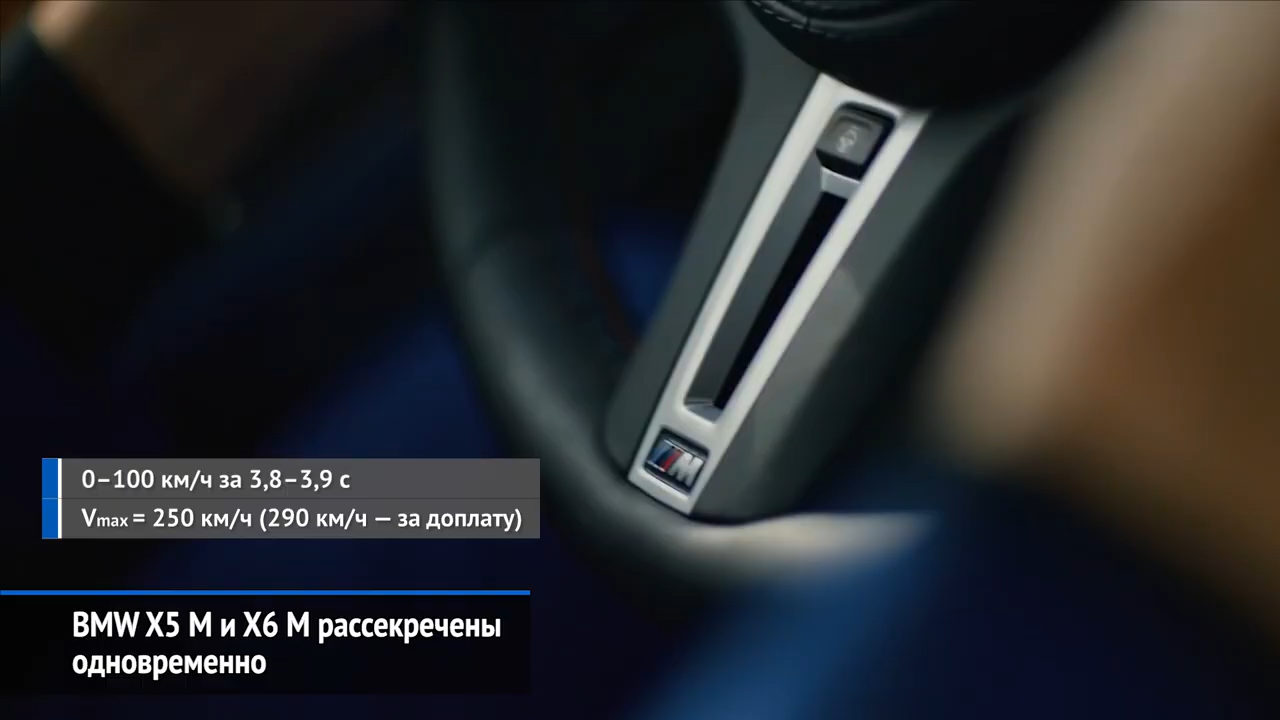 M
0–100 км/ч за 3,8–3,9 с
Vmax = 250 км/ч (290 км/ч — за доплату)
BMW X5 M и X6 M рассекречены
одновременно